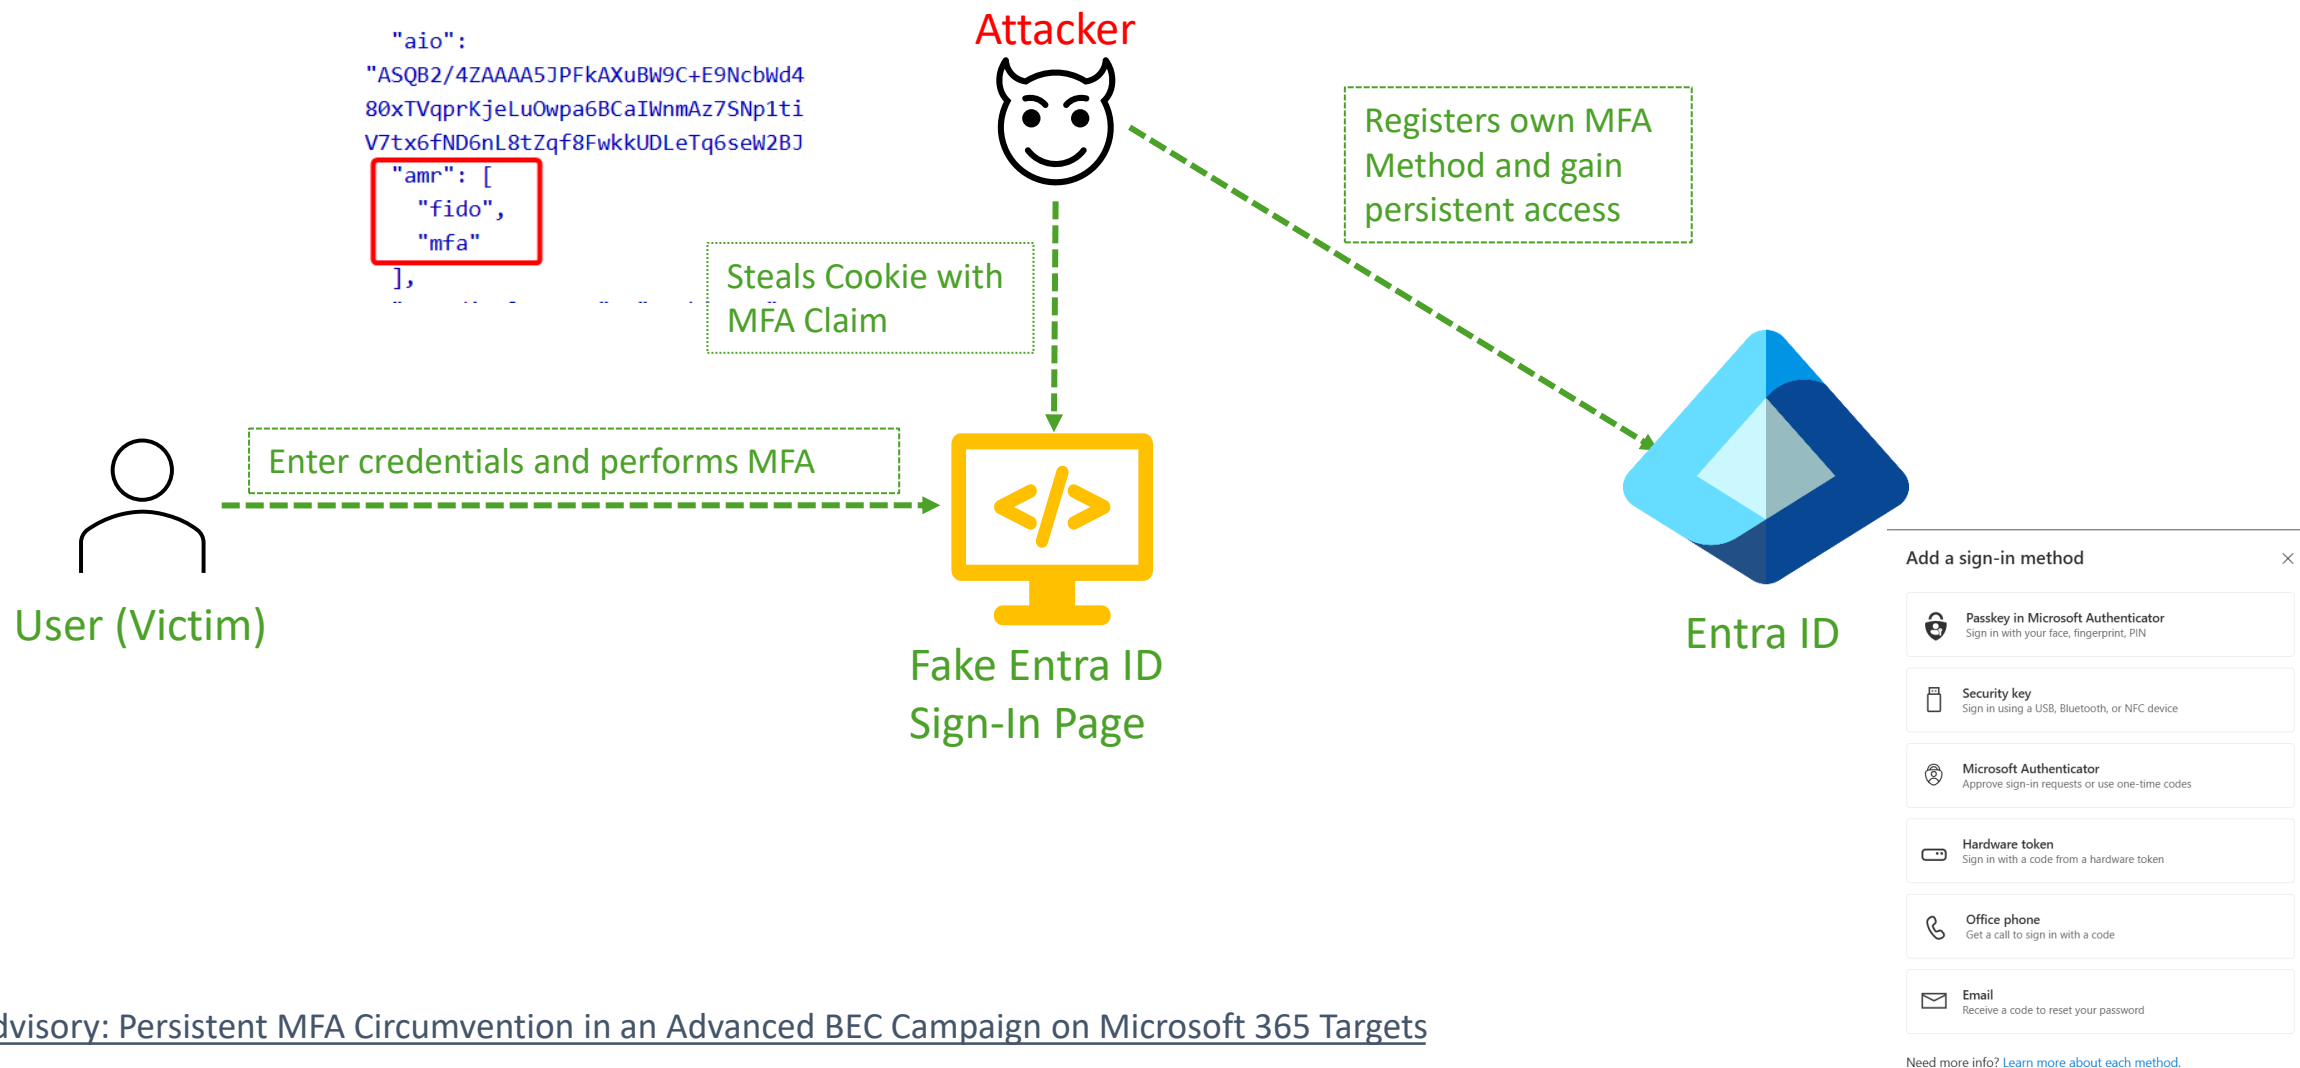 "aio":
"ASQB2/4ZAAAA5JPFkAXuBW9C+E9NcbWd4
80xTVqprKjeLuOwpa6BCaIWnmAz7SNp1ti
V7tx6fND6nL8tZqf8FwkkUDLeTq6seW2BJ
"amr": [
"fido",
"mfa"
],
Attacker
Registers own MFA
Method and gain
persistent access
Steals Cookie with
MFA Claim
Enter credentials and performs MFA
</>
User (Victim)
Fake Entra ID
Sign-In Page
Entra ID
Add a sign-in method
Passkey in Microsoft Authenticator
Sign in with your face, fingerprint, PIN
Security key
Sign in using a USB, Bluetooth, or NFC device
Microsoft Authenticator
Approve sign-in requests or use one-time codes
Hardware token
Sign in with a code from a hardware token
Office phone
Get a call to sign in with a code
Email
Receive a code to reset your password
Need more info? Learn more about each method.
dvisory: Persistent MFA Circumvention in an Advanced BEC Campaign on Microsoft 365 Targets